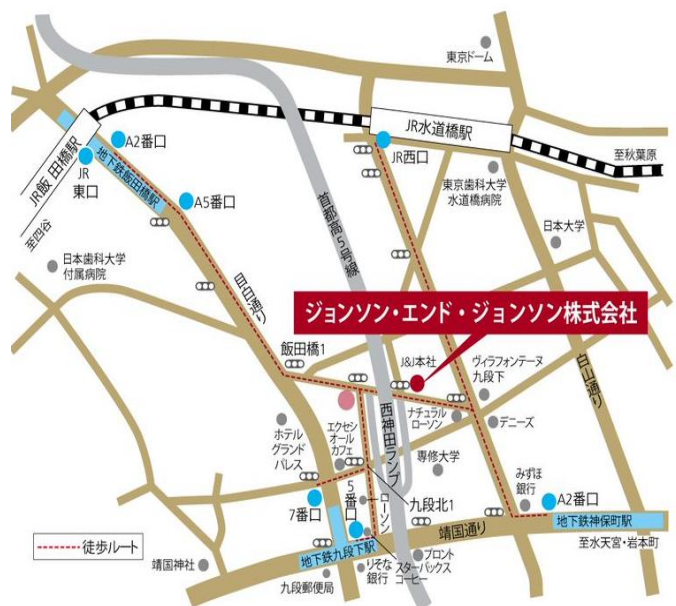 東京ドーム
JR水道橋駅
JR飯田橋駅
A2番口
JR
東口
地下鉄飯田橋駅
A5番口
JR西口
至秋葉原
東京歯科大学
水道橋病院
日本大学
至四谷
日本歯科大学
付属病院
首都高5号線
目白通り
ジョンソン・エンド・ジョンソン株式会社
飯田橋1
J&J本社
ヴィラフォンテーヌ
九段下
白山通り
ホテル
グランド
パレス
エクセシ
オール
カフェ
西神田ランプ
ナチュラル
ローソン
デニーズ
専修大学
みずほ
銀行
A2番口
7番口
5
番
口
ローソン
九段北1
靖国通り
地下鉄神保町駅
至水天宮・岩本町
徒歩ルート
靖国神社
地下鉄九段下駅
九段郵便局
りそな
銀行
プロント
スターバックス
コーヒー